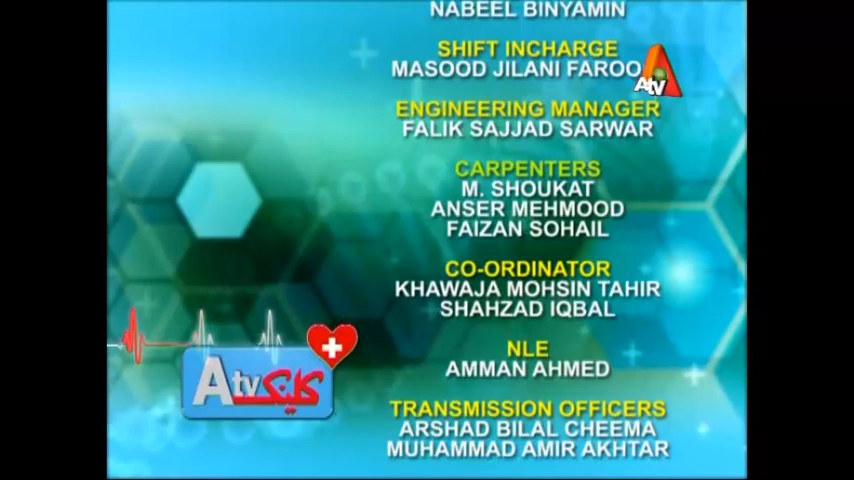 NABEEL BINYAMIN
SHIFT INCHARGE
MASOOD JILANI FAROO
Atv
ENGINEERING MANAGER
FALIK SAJJAD SARWAR
CARPENTERS
M. SHOUKAT
ANSER MEHMOOD
FAIZAN SOHAIL
CO-ORDINATOR
KHAWAJA MOHSIN TAHIR
SHAHZAD IQBAL
NLE
AMMAN AHMED
Atv کلینک
TRANSMISSION OFFICERS
ARSHAD BILAL CHEEMA
MUHAMMAD AMIR AKHTAR